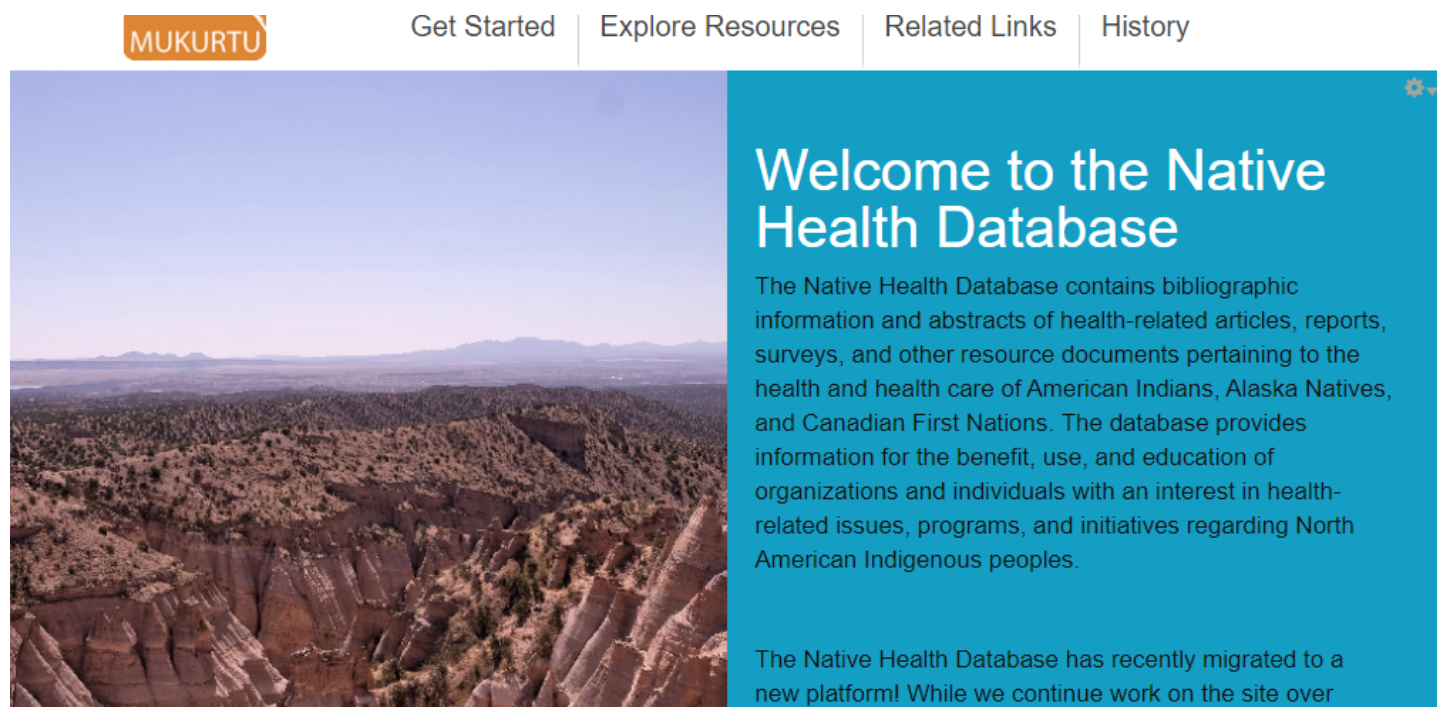 MUKURTU
Get Started
Explore Resources
Related Links
History
Welcome to the Native
Health Database
The Native Health Database contains bibliographic
information and abstracts of health-related articles, reports,
surveys, and other resource documents pertaining to the
health and health care of American Indians, Alaska Natives,
and Canadian First Nations. The database provides
information for the benefit, use, and education of
organizations and individuals with an interest in health-
related issues, programs, and initiatives regarding North
American Indigenous peoples.
The Native Health Database has recently migrated to a
new platform! While we continue work on the site over